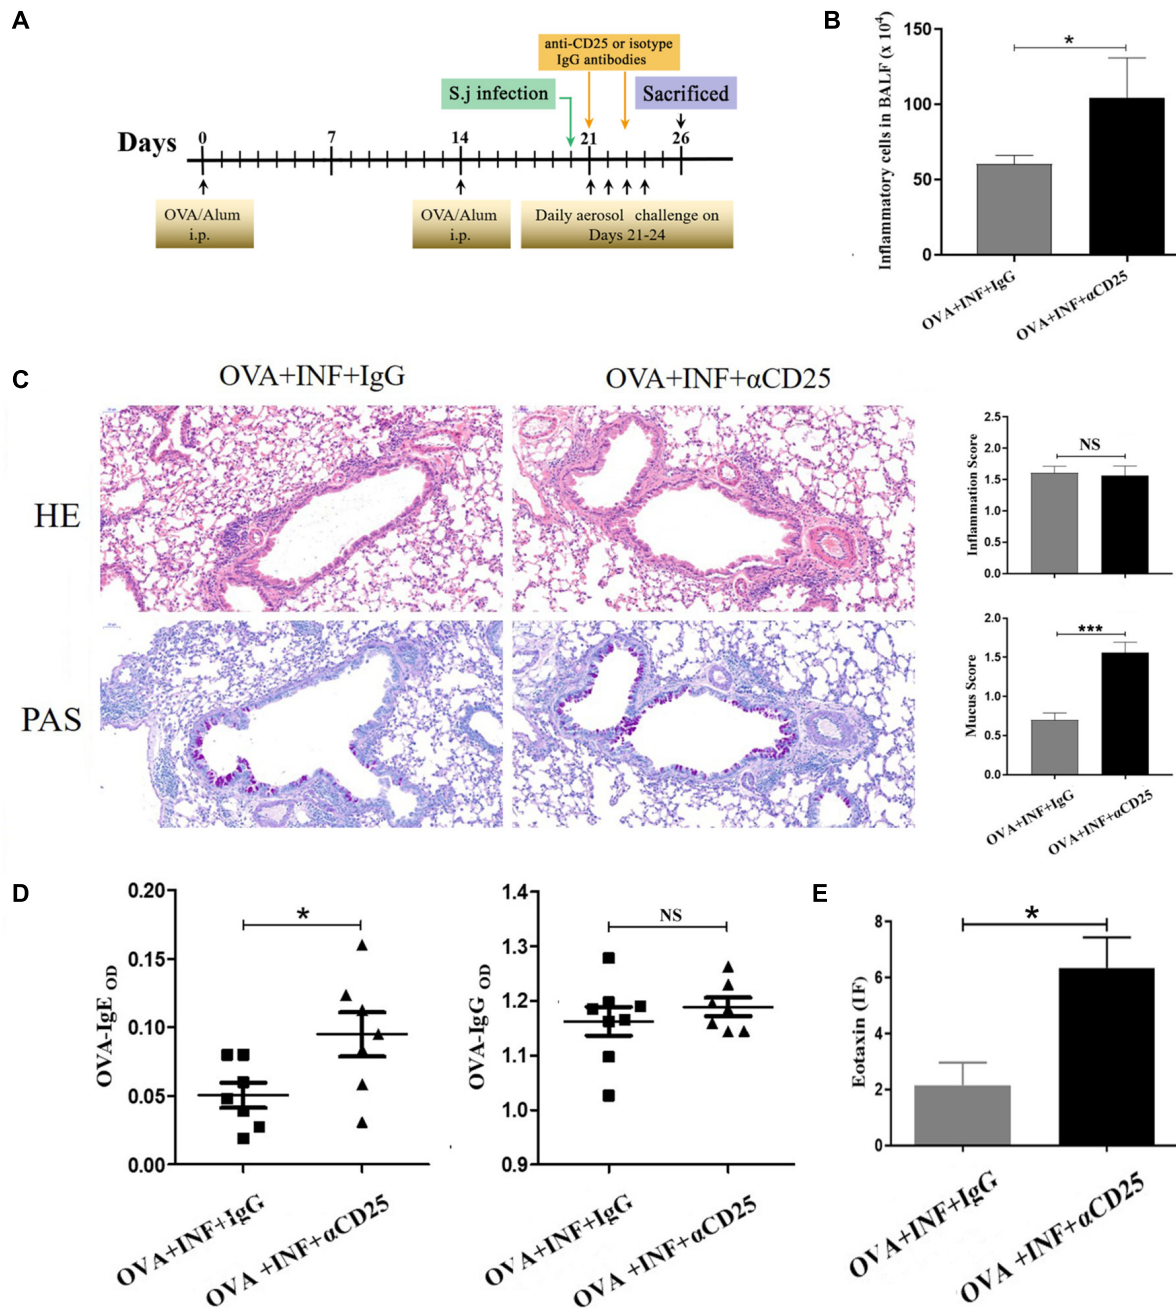 A
anti-CD25 or isotype
IgG antibodies
S.j infection
Sacrificed
Days
0
7
14
21
26
OVA/Alum
i.p.
OVA/Alum
i.p.
Daily aerosol challenge on
Days 21-24
B
Inflammatory cells in BALF (x 10⁴)
150
100
50
0
*
OVA+INF+IgG
OVA+INF+αCD25
C
OVA+INF+IgG
OVA+INF+αCD25
HE
PAS
Inflammation Score
2.5
2.0
1.5
1.0
0.5
0.0
NS
Mucus Score
2.0
1.5
1.0
0.5
0.0
***
OVA+INF+IgG
OVA+INF+αCD25
D
OVA-IgE OD
0.20
0.15
0.10
0.05
0.00
*
OVA+INF+IgG
OVA +INF+αCD25
OVA-IgG OD
1.4
1.3
1.2
1.1
1.0
0.9
NS
OVA+INF+IgG
OVA +INF+αCD25
E
Eotaxin (IF)
8
6
4
2
0
*
OVA+INF+IgG
OVA +INF+αCD25